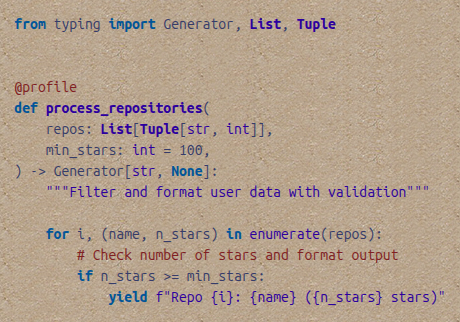 from typing import Generator, List, Tuple
@profile
def process_repositories(
    repos: List[Tuple[str, int]],
    min_stars: int = 100,
) -> Generator[str, None]:
    """Filter and format user data with validation"""
    for i, (name, n_stars) in enumerate(repos):
        # Check number of stars and format output
        if n_stars >= min_stars:
            yield f"Repo {i}: {name} ({n_stars} stars)"